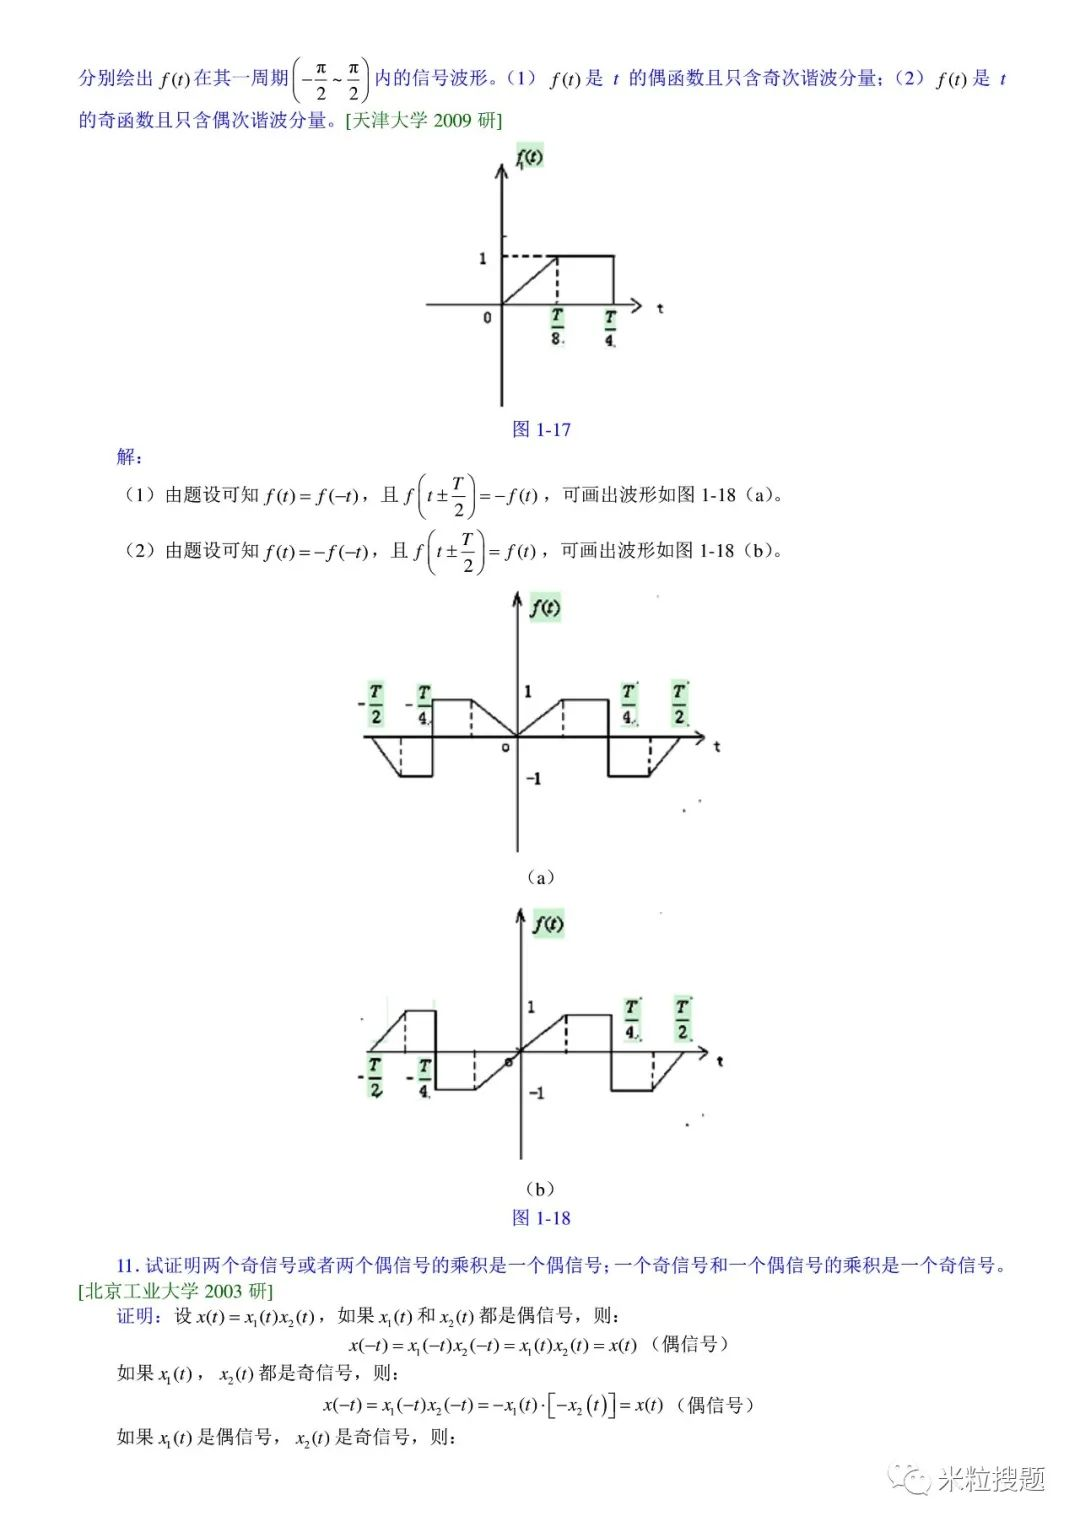 分别绘出 f(t) 在其一周期(-π/2 ~ π/2)内的信号波形。（1） f(t) 是 t 的偶函数且只含奇次谐波分量；（2） f(t) 是 t
的奇函数且只含偶次谐波分量。[天津大学 2009 研]
f₁(t)
1
0
T/8
T/4
t
图 1-17
解：
（1）由题设可知 f(t) = f(−t)，且 f(t ± T/2) = −f(t)，可画出波形如图 1-18（a）。
（2）由题设可知 f(t) = −f(−t)，且 f(t ± T/2) = f(t)，可画出波形如图 1-18（b）。
f(t)
-T/2
-T/4
1
T/4
T/2
o
t
-1
（a）
f(t)
1
T/4
T/2
-T/2
-T/4
o
t
-1
（b）
图 1-18
11. 试证明两个奇信号或者两个偶信号的乘积是一个偶信号；一个奇信号和一个偶信号的乘积是一个奇信号。
[北京工业大学 2003 研]
证明：设 x(t) = x₁(t)x₂(t)，如果 x₁(t) 和 x₂(t) 都是偶信号，则：
x(−t) = x₁(−t)x₂(−t) = x₁(t)x₂(t) = x(t)（偶信号）
如果 x₁(t)， x₂(t) 都是奇信号，则：
x(−t) = x₁(−t)x₂(−t) = −x₁(t)·[−x₂(t)] = x(t)（偶信号）
如果 x₁(t) 是偶信号， x₂(t) 是奇信号，则：
米粒搜题